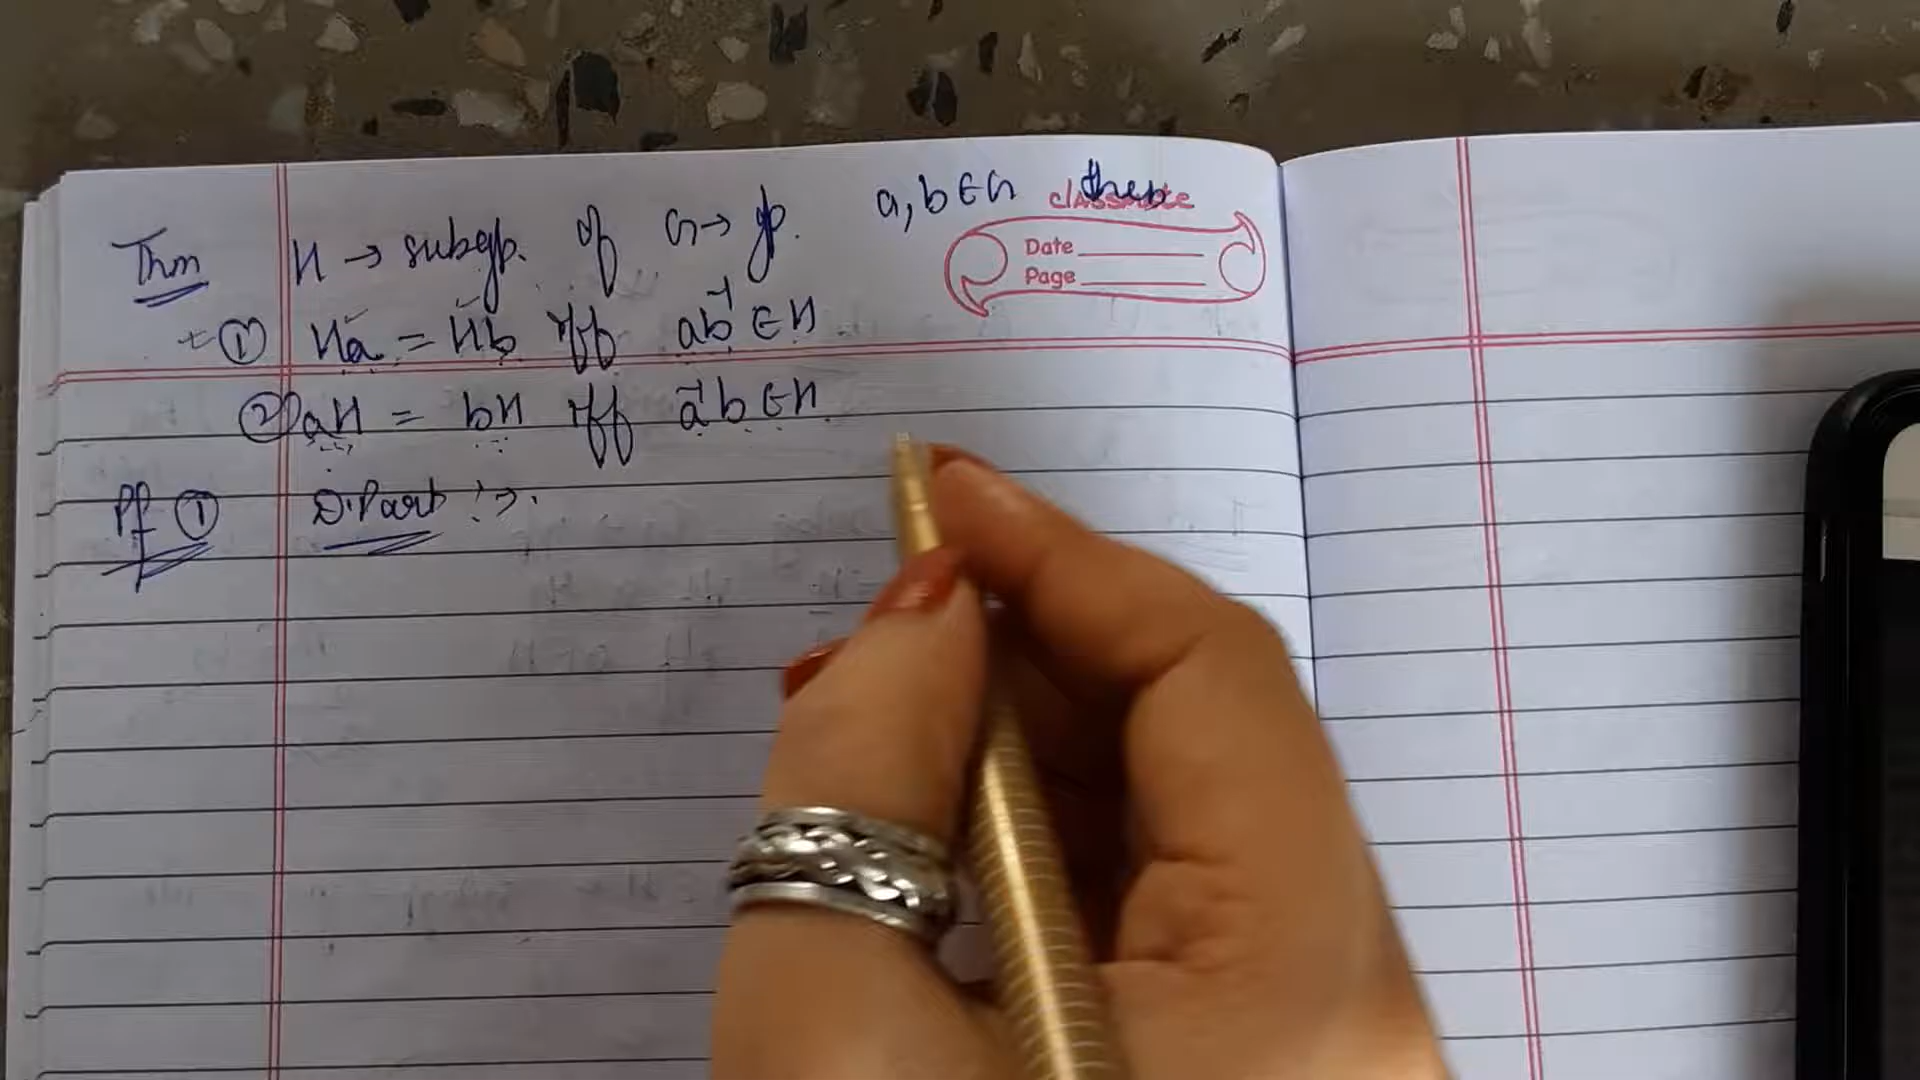 Thm H → subgp. of G → gp. a, b ∈ G then
classmate
Date
Page
① Ha = Hb iff ab⁻¹ ∈ H
② aH = bH iff a⁻¹b ∈ H
Pf ① D.Part :→.